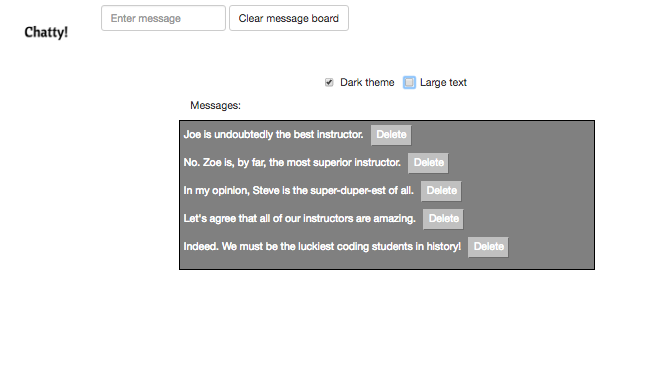 Chatty!
Enter message Clear message board
Dark theme Large text
Messages:
Joe is undoubtedly the best instructor. Delete
No. Zoe is, by far, the most superior instructor. Delete
In my opinion, Steve is the super-duper-est of all. Delete
Let's agree that all of our instructors are amazing. Delete
Indeed. We must be the luckiest coding students in history! Delete